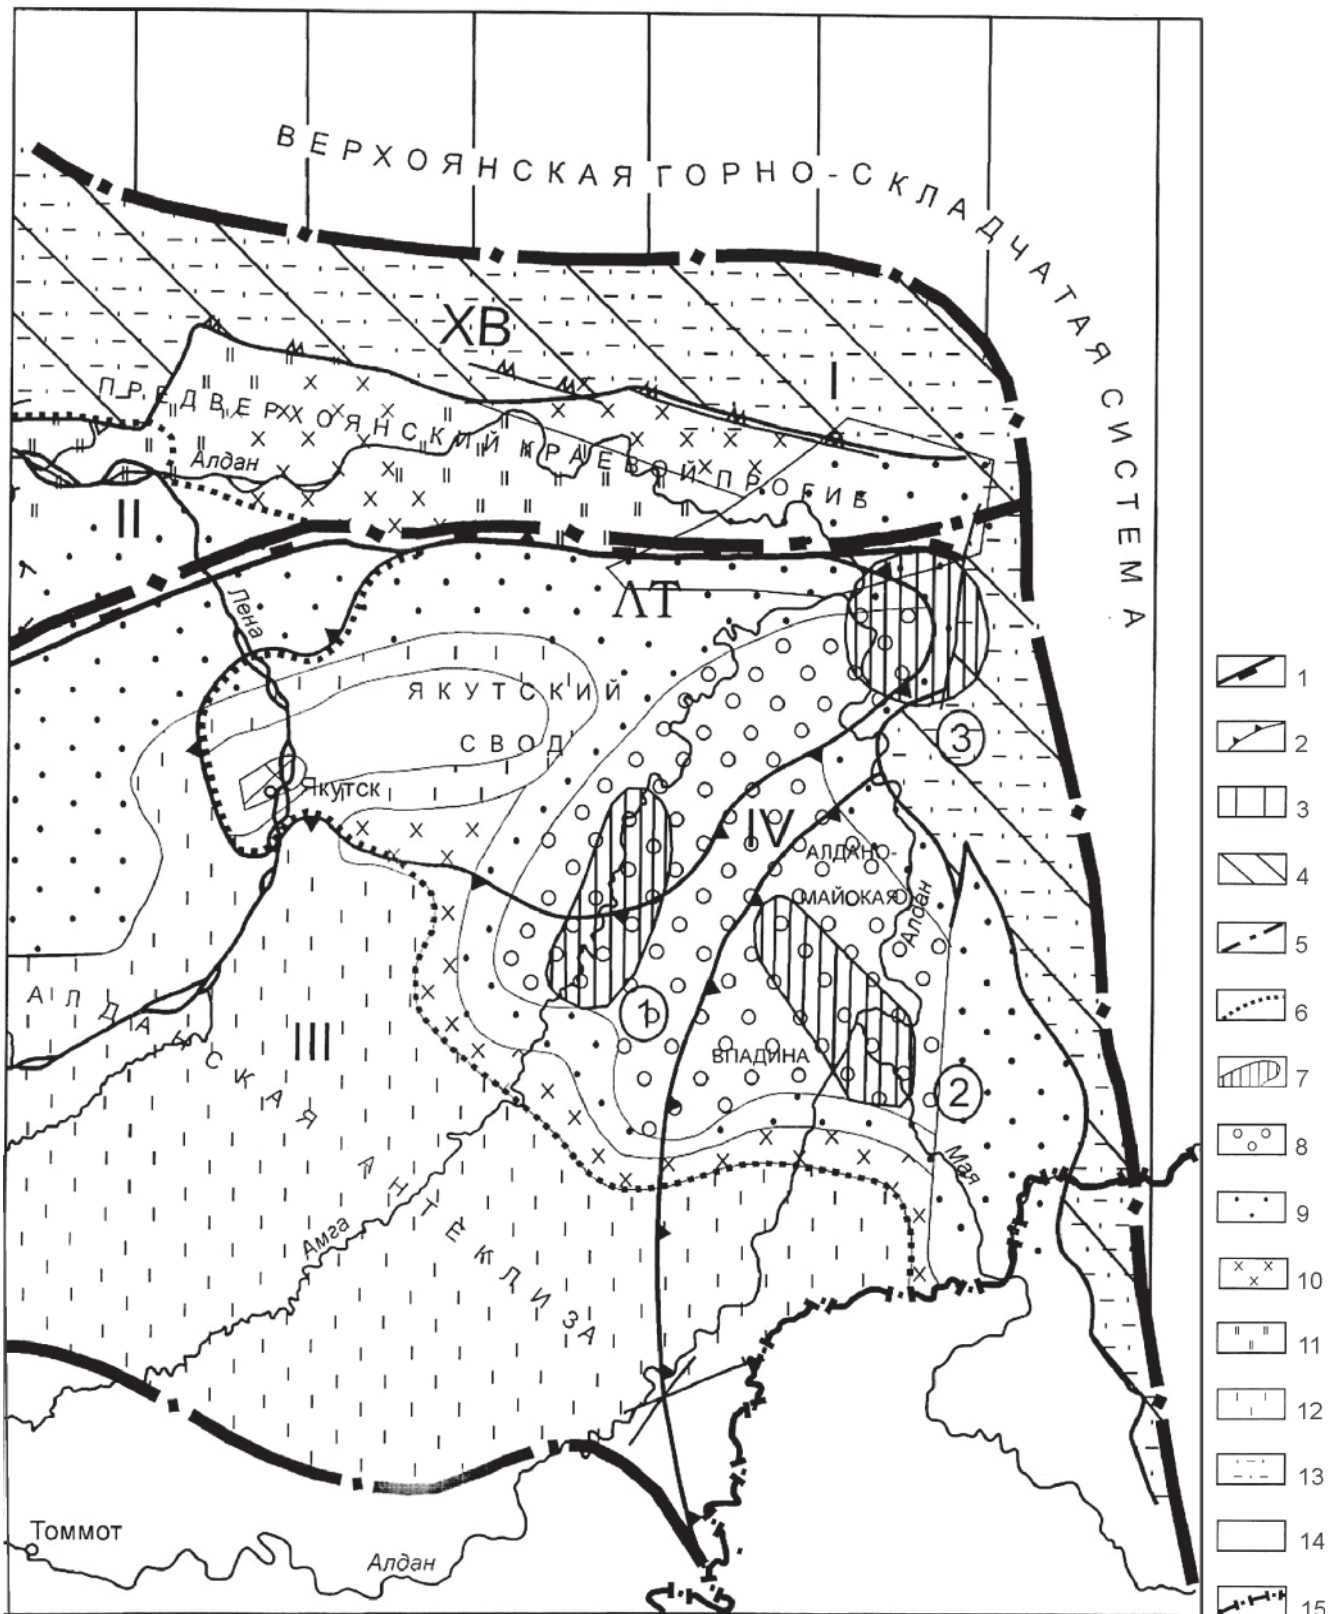 ВЕРХОЯНСКАЯ ГОРНО-СКЛАДЧАТАЯ СИСТЕМА
ХВ
I
ПРЕДВЕРХОЯНСКИЙ КРАЕВОЙ ПРОГИБ
Алдан
II
Лена
ΛΤ
ЯКУТСКИЙ
СВОД
Якутск
3
IV
АЛДАНО-
МАЙСКАЯ
Алдан
ВПАДИНА
1
2
Мая
АЛДАНСКАЯ АНТЕКЛИЗА
III
Амга
Томмот
Алдан
1
2
3
4
5
6
7
8
9
10
11
12
13
14
15